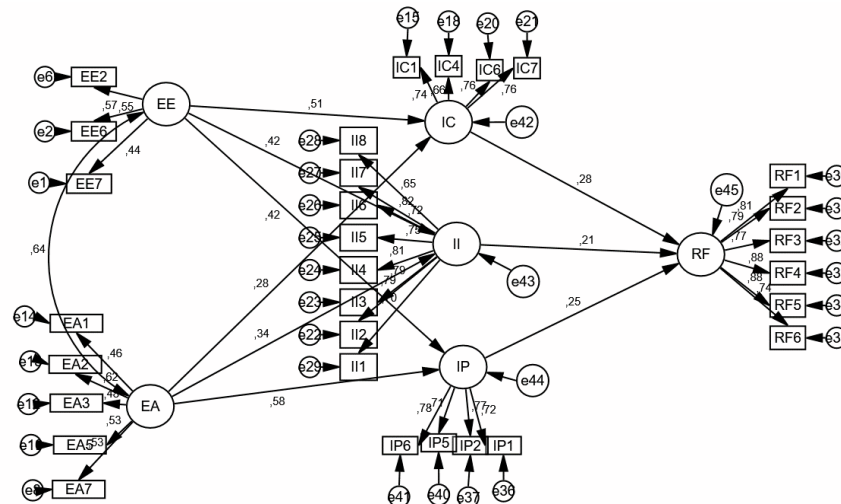 e15
e18
e20
e21
IC1
IC4
IC6
IC7
,74
,66
,76
,76
e6
EE2
,57
,55
e2
EE6
EE
,51
IC
e42
,44
e1
EE7
,42
,42
e28
II8
e27
II7
,65
e26
II6
,82
,72
e25
II5
,81
e24
II4
,79
,79
e23
II3
e22
II2
e29
II1
II
e43
,64
,28
,34
,28
,21
,25
e45
RF
RF1
RF2
RF3
RF4
RF5
RF6
,81
,79
,77
,88
,88
,74
e14
EA1
,46
EA2
,62
EA3
,48
EA
,58
EA5
,53
,53
e8
EA7
IP
e44
,78
,71
,77
,72
IP6
IP5
IP2
IP1
e41
e40
e37
e36